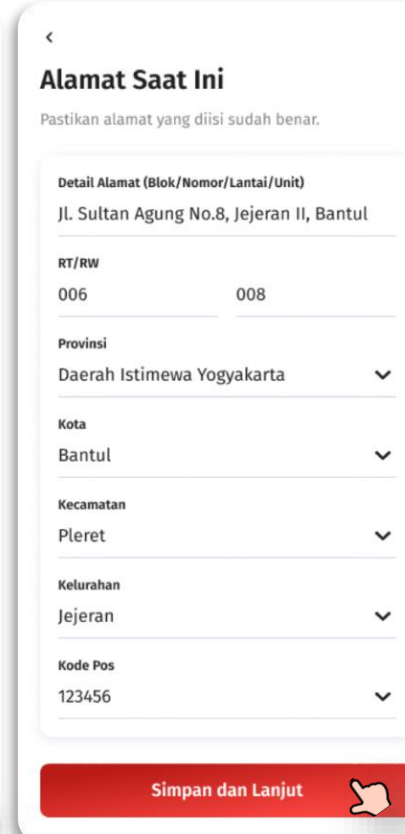 Alamat Saat Ini
Pastikan alamat yang diisi sudah benar.
Detail Alamat (Blok/Nomor/Lantai/Unit)
Jl. Sultan Agung No.8, Jejeran II, Bantul
RT/RW
006 008
Provinsi
Daerah Istimewa Yogyakarta
Kota
Bantul
Kecamatan
Pleret
Kelurahan
Jejeran
Kode Pos
123456
Simpan dan Lanjut